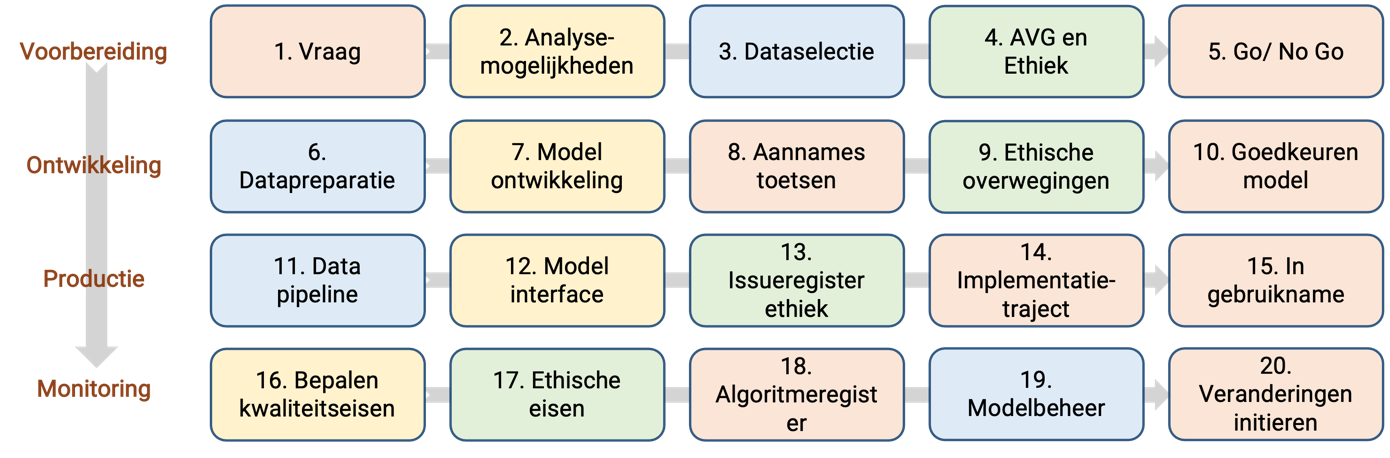 Voorbereiding
1. Vraag
2. Analyse-
mogelijkheden
3. Dataselectie
4. AVG en
Ethiek
5. Go/ No Go
Ontwikkeling
6.
Datapreparatie
7. Model
ontwikkeling
8. Aannames
toetsen
9. Ethische
overwegingen
10. Goedkeuren
model
Productie
11. Data
pipeline
12. Model
interface
13.
Issueregister
ethiek
14.
Implementatie-
traject
15. In
gebruikname
Monitoring
16. Bepalen
kwaliteitseisen
17. Ethische
eisen
18.
Algoritmeregist
er
19.
Modelbeheer
20.
Veranderingen
initieren